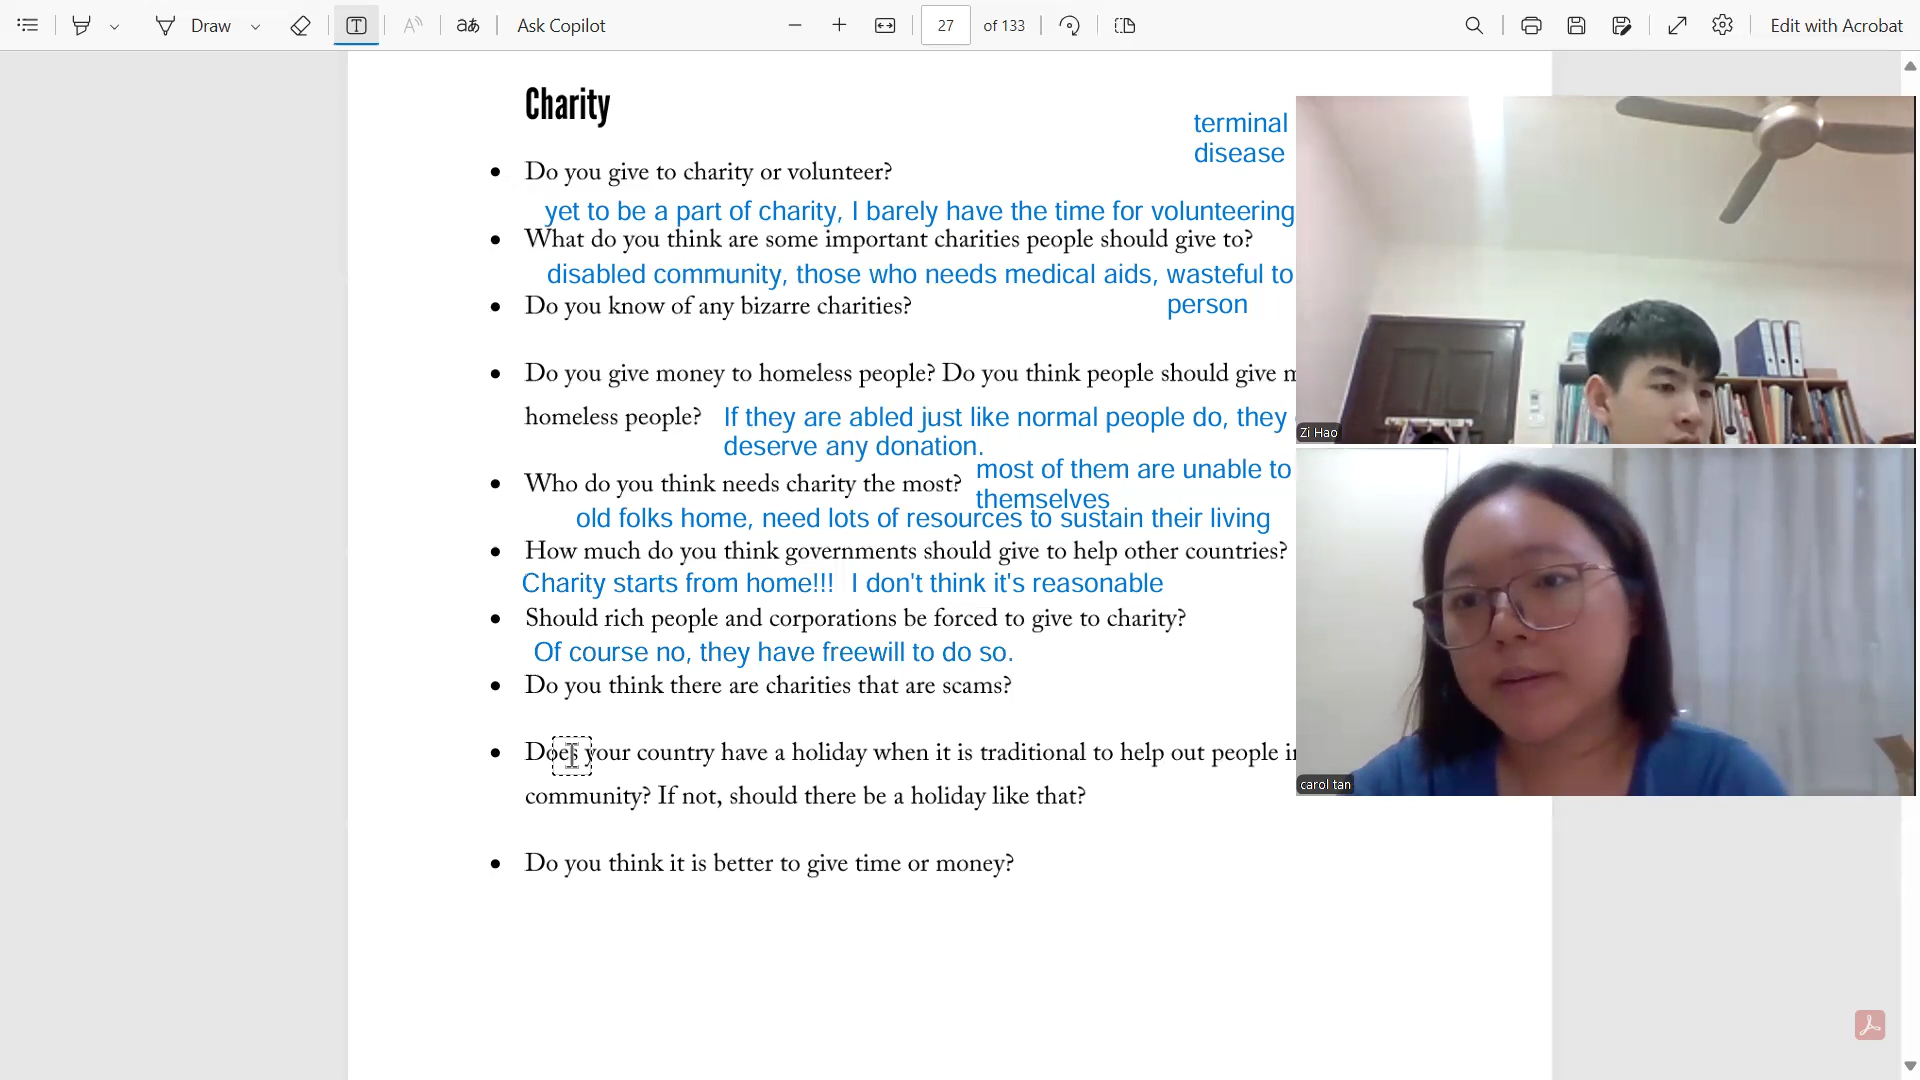 Draw
Ask Copilot
27 of 133
Edit with Acrobat
Charity
terminal
disease
Do you give to charity or volunteer?
yet to be a part of charity, I barely have the time for volunteering
What do you think are some important charities people should give to?
disabled community, those who needs medical aids, wasteful to
Do you know of any bizarre charities?
person
Do you give money to homeless people? Do you think people should give
homeless people?
If they are abled just like normal people do, they
deserve any donation.
most of them are unable to
Who do you think needs charity the most?
themselves
old folks home, need lots of resources to sustain their living
How much do you think governments should give to help other countries?
Charity starts from home!!! I don't think it's reasonable
Should rich people and corporations be forced to give to charity?
Of course no, they have freewill to do so.
Do you think there are charities that are scams?
Does your country have a holiday when it is traditional to help out people
community? If not, should there be a holiday like that?
Do you think it is better to give time or money?
Zi Hao
carol tan